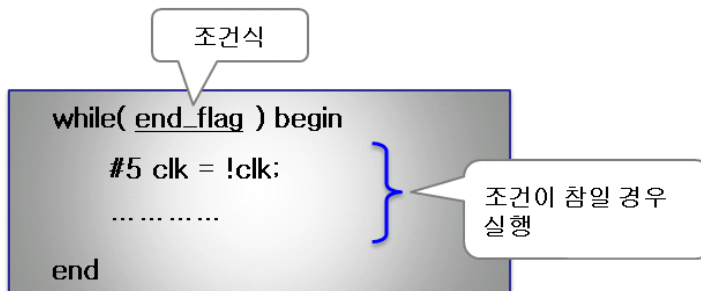 조건식
while( end_flag ) begin
#5 clk = !clk;
… … … …
조건이 참일 경우
실행
end